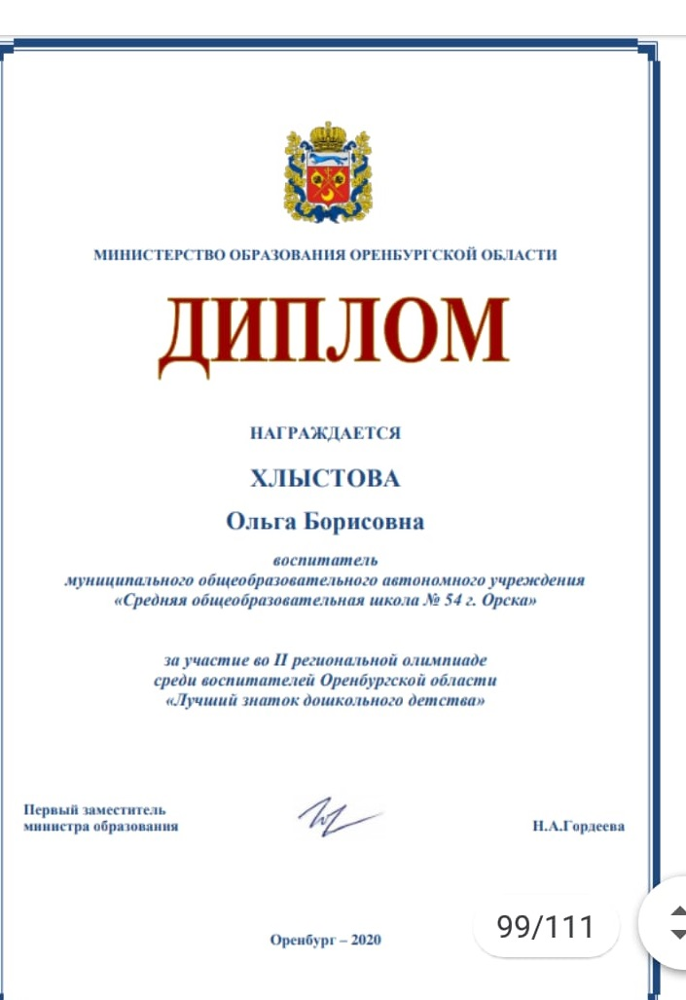 МИНИСТЕРСТВО ОБРАЗОВАНИЯ ОРЕНБУРГСКОЙ ОБЛАСТИ
ДИПЛОМ
НАГРАЖДАЕТСЯ
ХЛЫСТОВА
Ольга Борисовна
воспитатель
муниципального общеобразовательного автономного учреждения
«Средняя общеобразовательная школа № 54 г. Орска»
за участие во II региональной олимпиаде
среди воспитателей Оренбургской области
«Лучший знаток дошкольного детства»
Первый заместитель
министра образования
Н.А.Гордеева
Оренбург – 2020
99/111